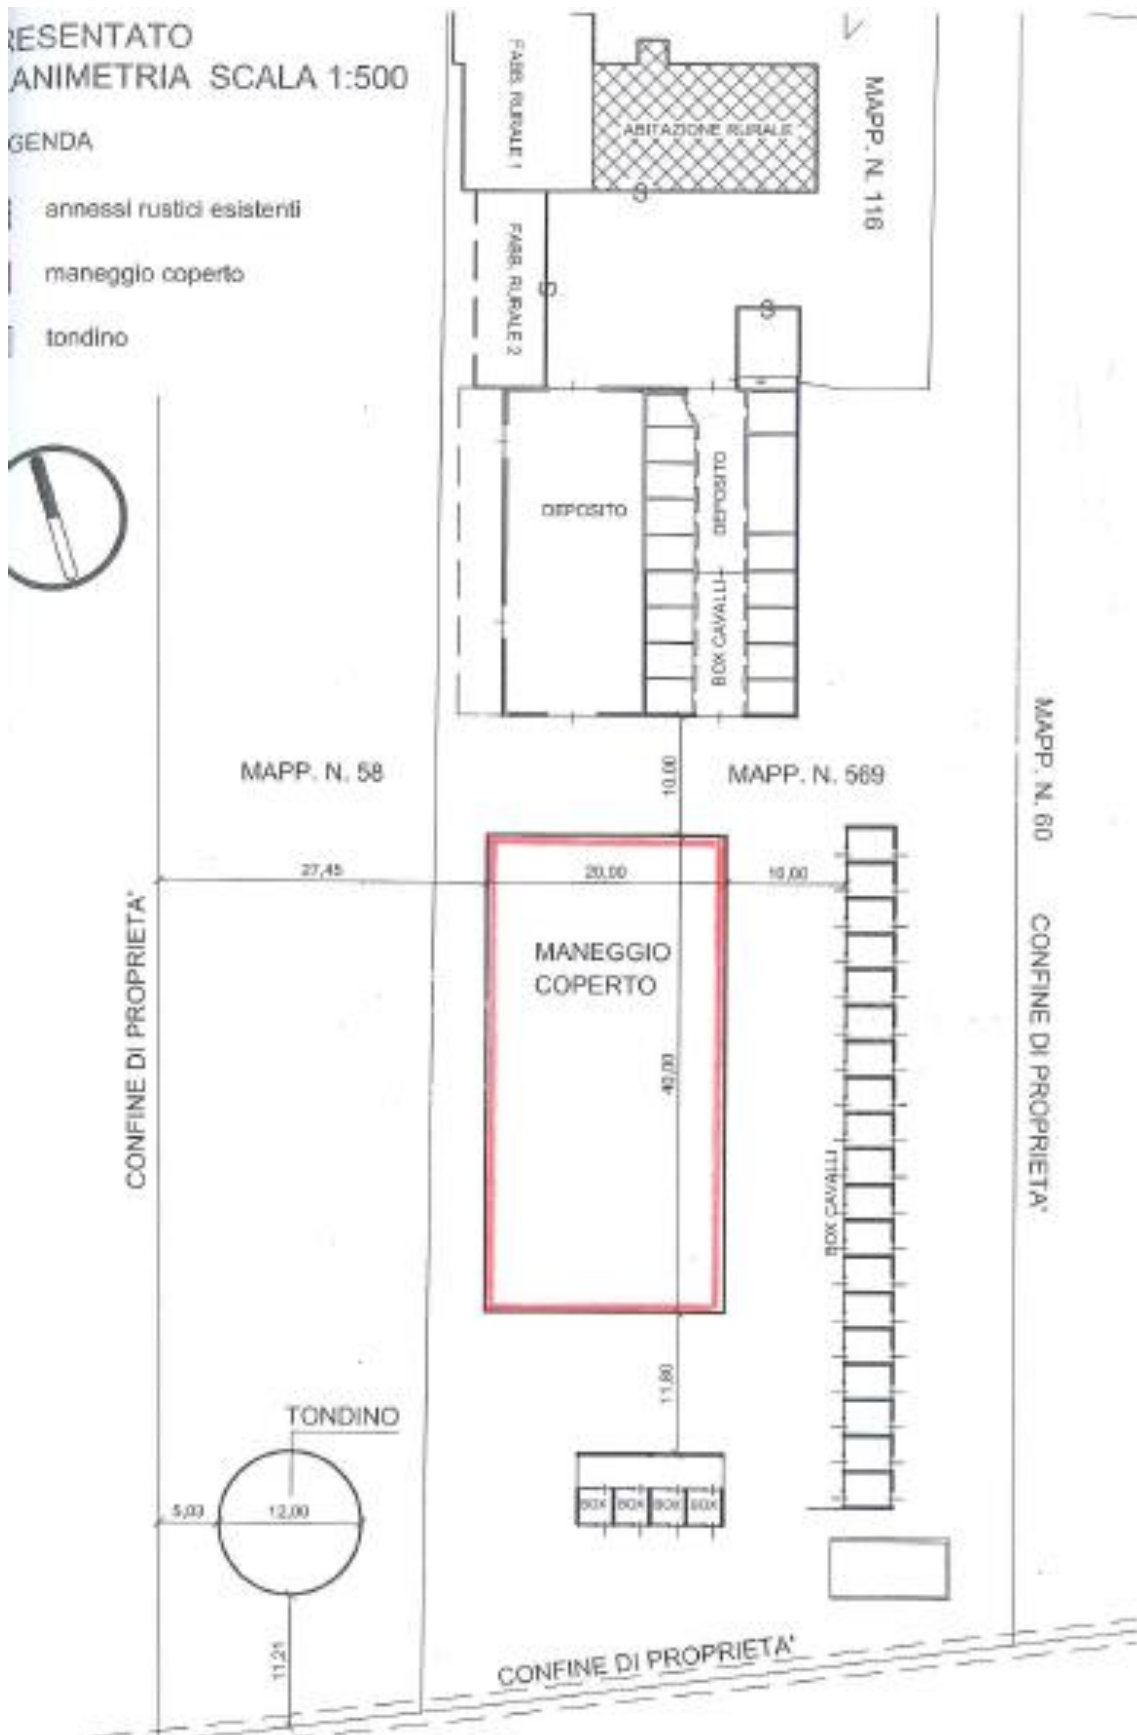 RESENTATO
ANIMETRIA SCALA 1:500
GENDA
annessi rustici esistenti
maneggio coperto
tondino
FABB. RURALE 1
ABITAZIONE RURALE
MAPP. N. 116
FABB. RURALE 2
S
S
S
DEPOSITO
DEPOSITO
BOX CAVALLI
MAPP. N. 58
10,00
MAPP. N. 569
MAPP. N. 60
27,45
20,00
10,00
CONFINE DI PROPRIETA'
MANEGGIO
COPERTO
CONFINE DI PROPRIETA'
40,00
BOX CAVALLI
11,80
TONDINO
5,03
12,00
BOX
BOX
BOX
BOX
11,21
CONFINE DI PROPRIETA'